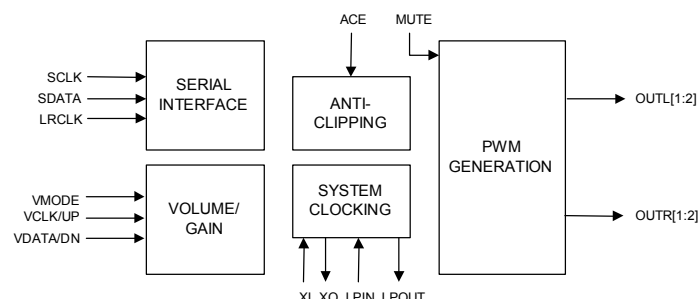 ACE MUTE
SCLK
SDATA
LRCLK
SERIAL
INTERFACE
ANTI-
CLIPPING
PWM
GENERATION
OUTL[1:2]
OUTR[1:2]
VMODE
VCLK/UP
VDATA/DN
VOLUME/
GAIN
SYSTEM
CLOCKING
XI XO LPIN LPOUT